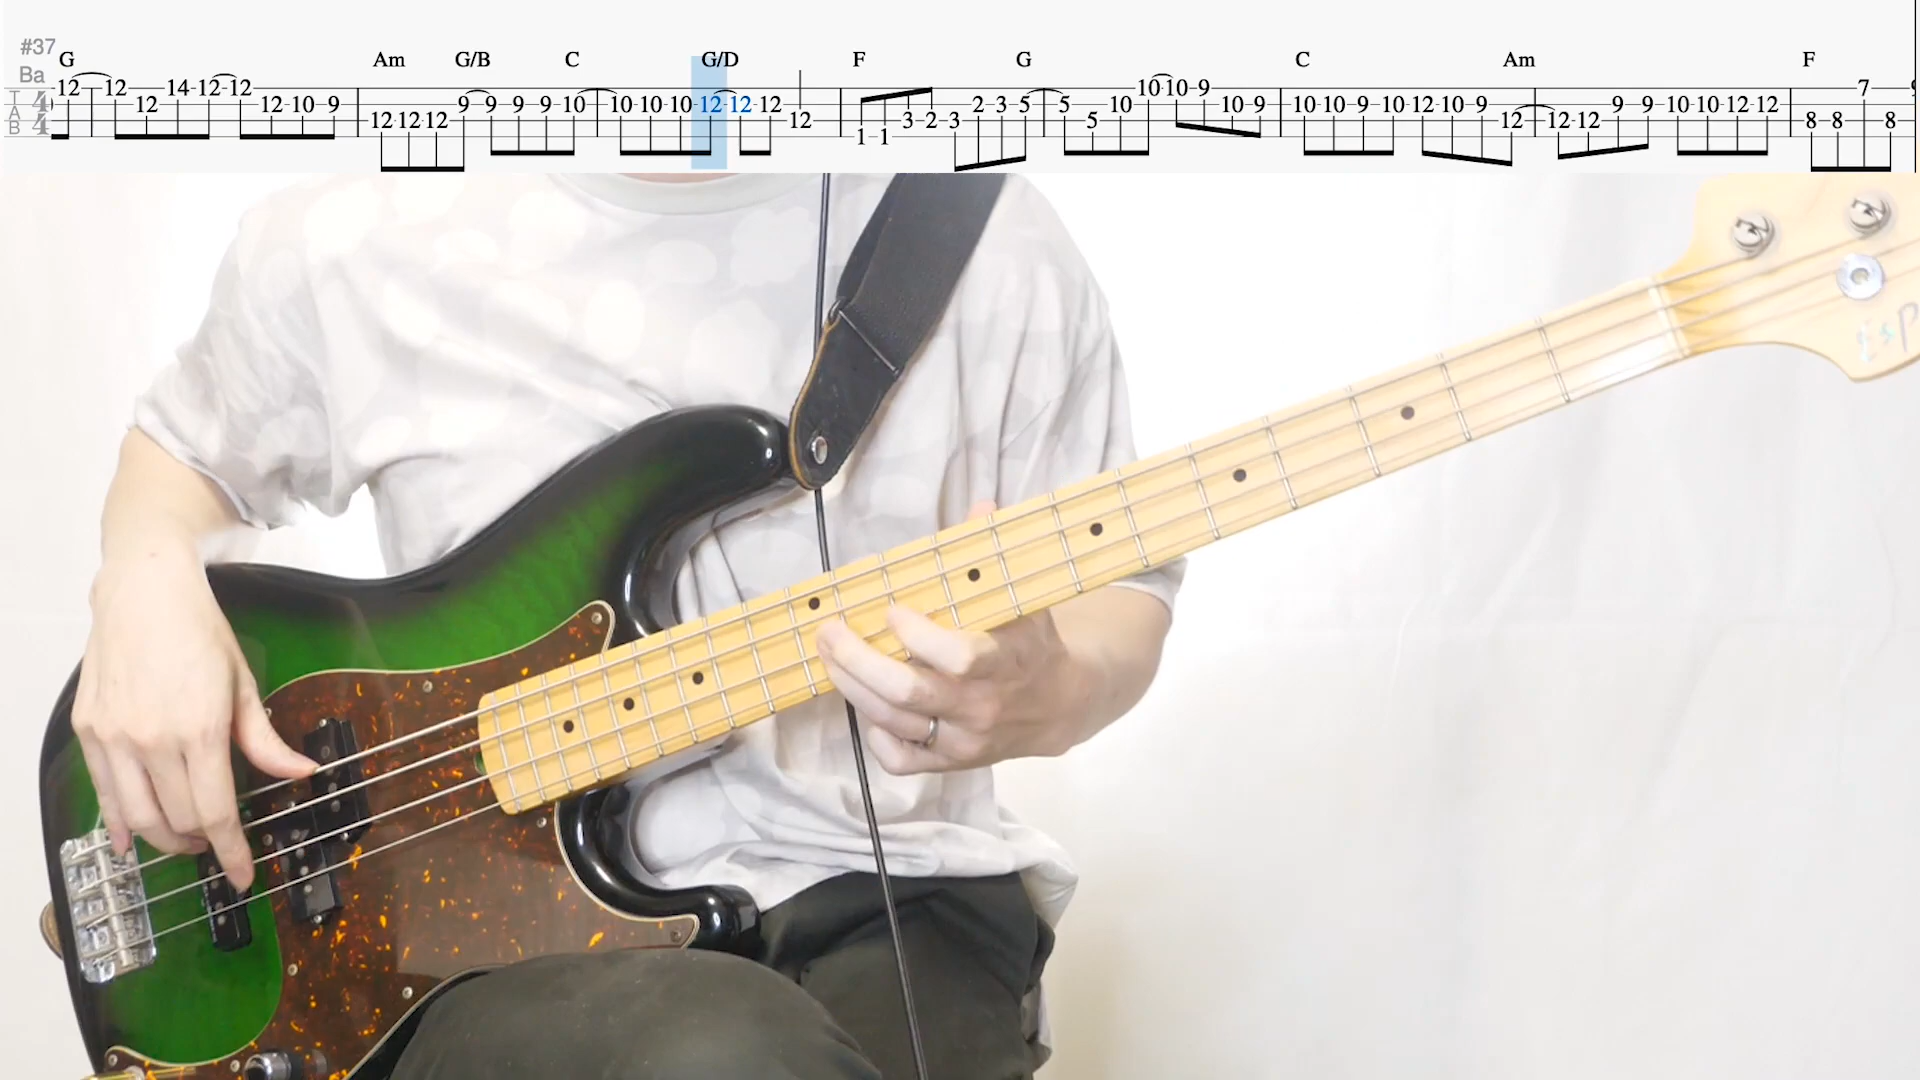 #37
G Am G/B C G/D F G C Am F
Ba
12 12 14 12 12 7
12 12 10 9 9 9 9 9 10 10 10 10 12 12 12 2 3 5 5 10 10 10 9 10 9 10 10 9 10 12 10 9 9 9 10 10 12 12
12 12 12 12 3 2 3 5 12 12 12 8 8 8
1 1
T
A
B
4
4
ESP